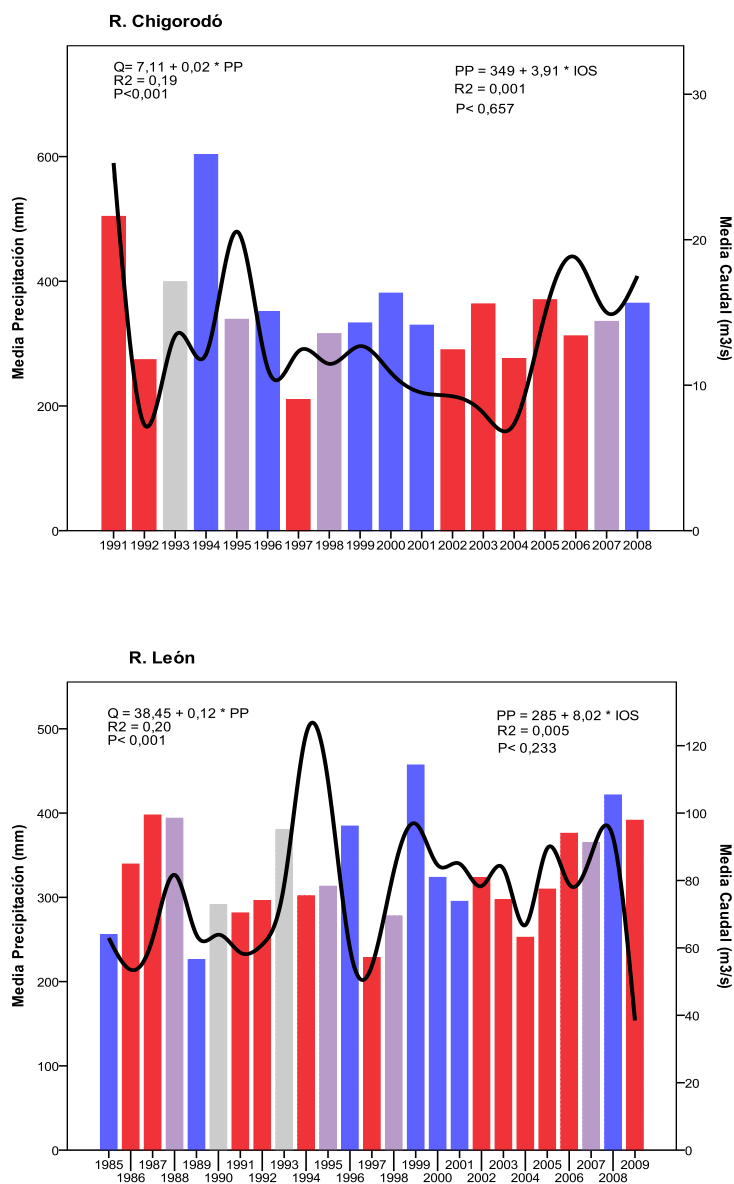 R. Chigorodó
Q= 7,11 + 0,02 * PP
R2 = 0,19
P<0,001
PP = 349 + 3,91 * IOS
R2 = 0,001
P< 0,657
Media Precipitación (mm)
600
400
200
0
Media Caudal (m3/s)
30
20
10
0
1991 1992 1993 1994 1995 1996 1997 1998 1999 2000 2001 2002 2003 2004 2005 2006 2007 2008
R. León
Q = 38,45 + 0,12 * PP
R2 = 0,20
P< 0,001
PP = 285 + 8,02 * IOS
R2 = 0,005
P< 0,233
Media Precipitación (mm)
500
400
300
200
100
0
Media Caudal (m3/s)
120
100
80
60
40
20
0
1985 1987 1989 1991 1993 1995 1997 1999 2001 2003 2005 2007 2009
1986 1988 1990 1992 1994 1996 1998 2000 2002 2004 2006 2008